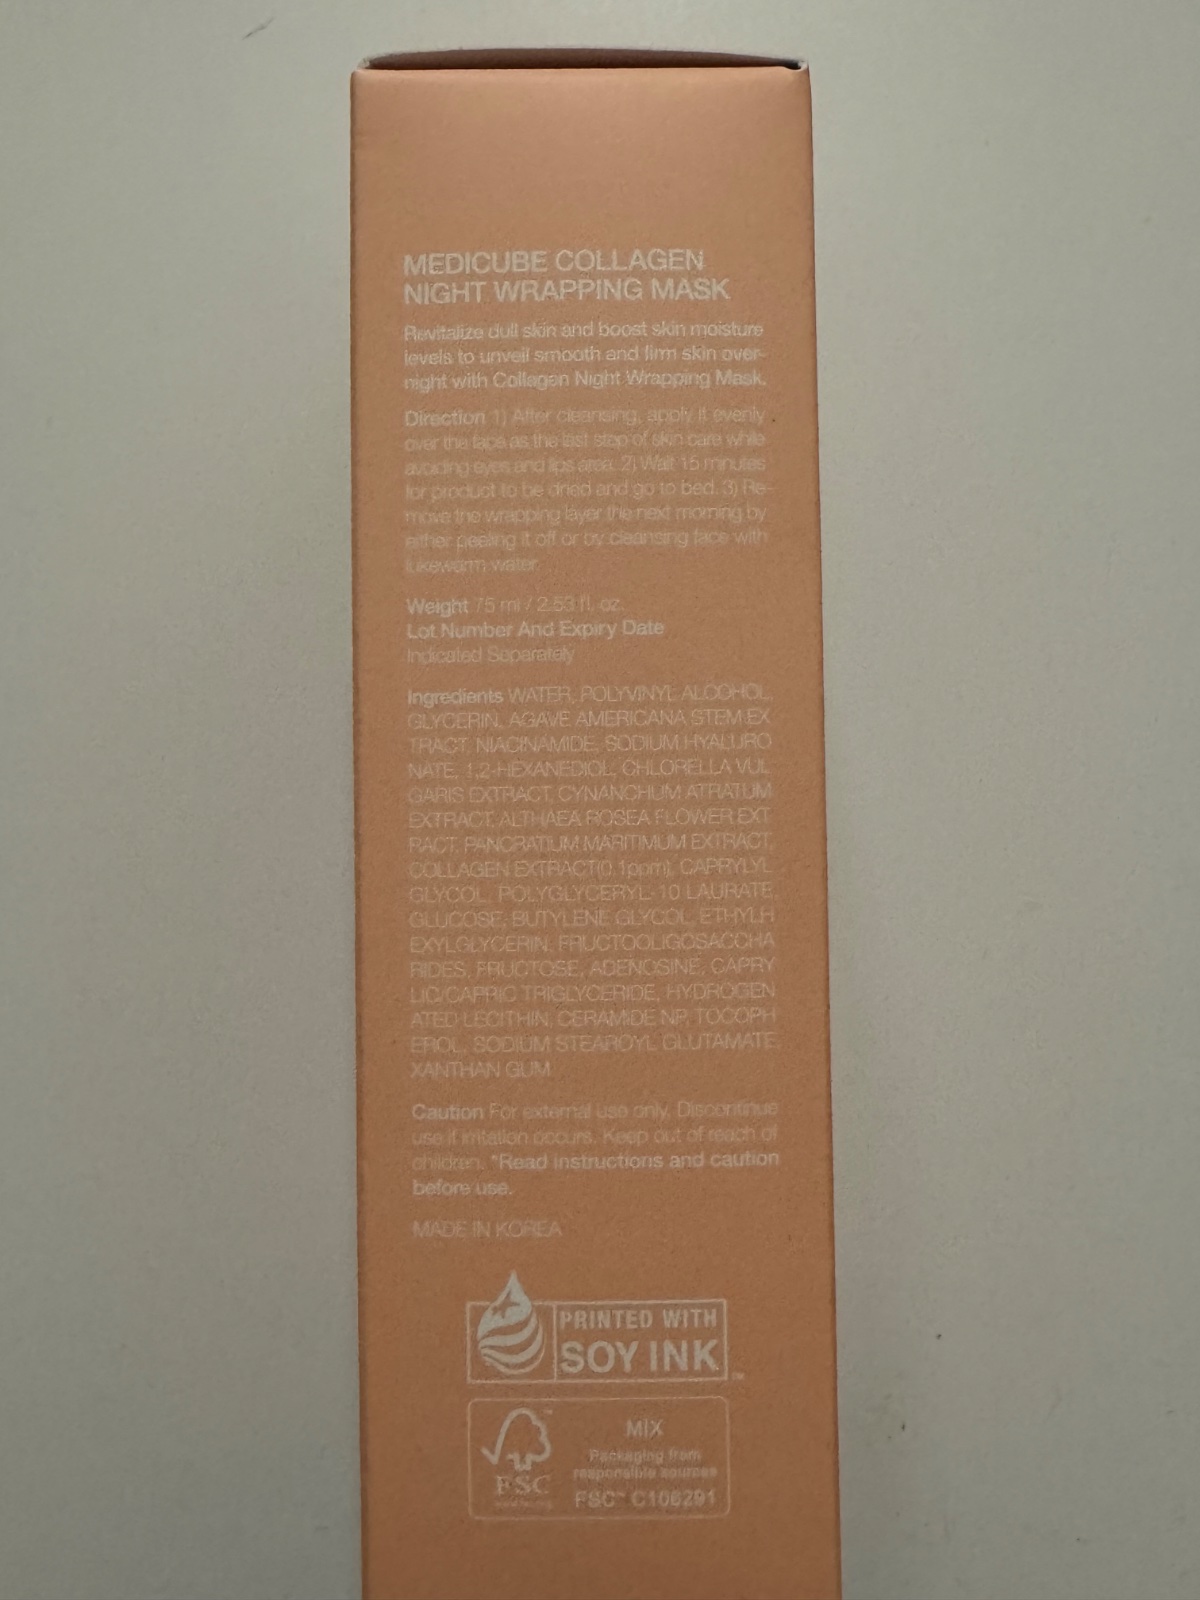 MEDICUBE COLLAGEN
NIGHT WRAPPING MASK
Revitalize dull skin and boost skin moisture
levels to unveil smooth and firm skin over-
night with Collagen Night Wrapping Mask.
Direction 1) After cleansing, apply it evenly
over the face as the last step of skin care while
avoiding eyes and lips area. 2) Wait 15 minutes
for product to be dried and go to bed. 3) Re-
move the wrapping layer the next morning by
either peeling it off or by cleansing face with
lukewarm water.
Weight 75 ml / 2.53 fl. oz.
Lot Number And Expiry Date
Indicated Separately
Ingredients WATER, POLYVINYL ALCOHOL,
GLYCERIN, AGAVE AMERICANA STEM EX
TRACT, NIACINAMIDE, SODIUM HYALURO
NATE, 1,2-HEXANEDIOL, CHLORELLA VUL
GARIS EXTRACT, CYNANCHUM ATRATUM
EXTRACT, ALTHAEA ROSEA FLOWER EXT
RACT, PANCRATIUM MARITIMUM EXTRACT,
COLLAGEN EXTRACT(0.1ppm), CAPRYLYL
GLYCOL, POLYGLYCERYL-10 LAURATE,
GLUCOSE, BUTYLENE GLYCOL, ETHYLH
EXYLGLYCERIN, FRUCTOOLIGOSACCHA
RIDES, FRUCTOSE, ADENOSINE, CAPRY
LIC/CAPRIC TRIGLYCERIDE, HYDROGEN
ATED LECITHIN, CERAMIDE NP, TOCOPH
EROL, SODIUM STEAROYL GLUTAMATE,
XANTHAN GUM
Caution For external use only. Discontinue
use if irritation occurs. Keep out of reach of
children. *Read instructions and caution
before use.
MADE IN KOREA
PRINTED WITH
SOY INK
TM
MIX
Packaging from
responsible sources
FSC
FSC™ C106291